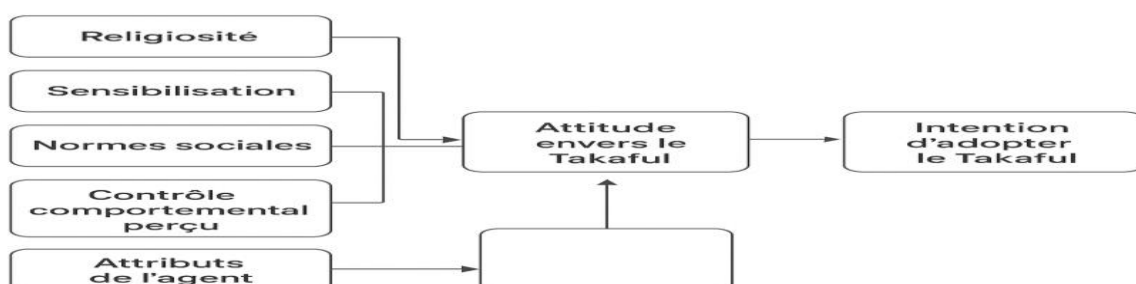 Religiosité
Sensibilisation
Normes sociales
Contrôle
comportemental
perçu
Attributs
de l'agent
Attitude
envers le
Takaful
Intention
d'adopter
le Takaful